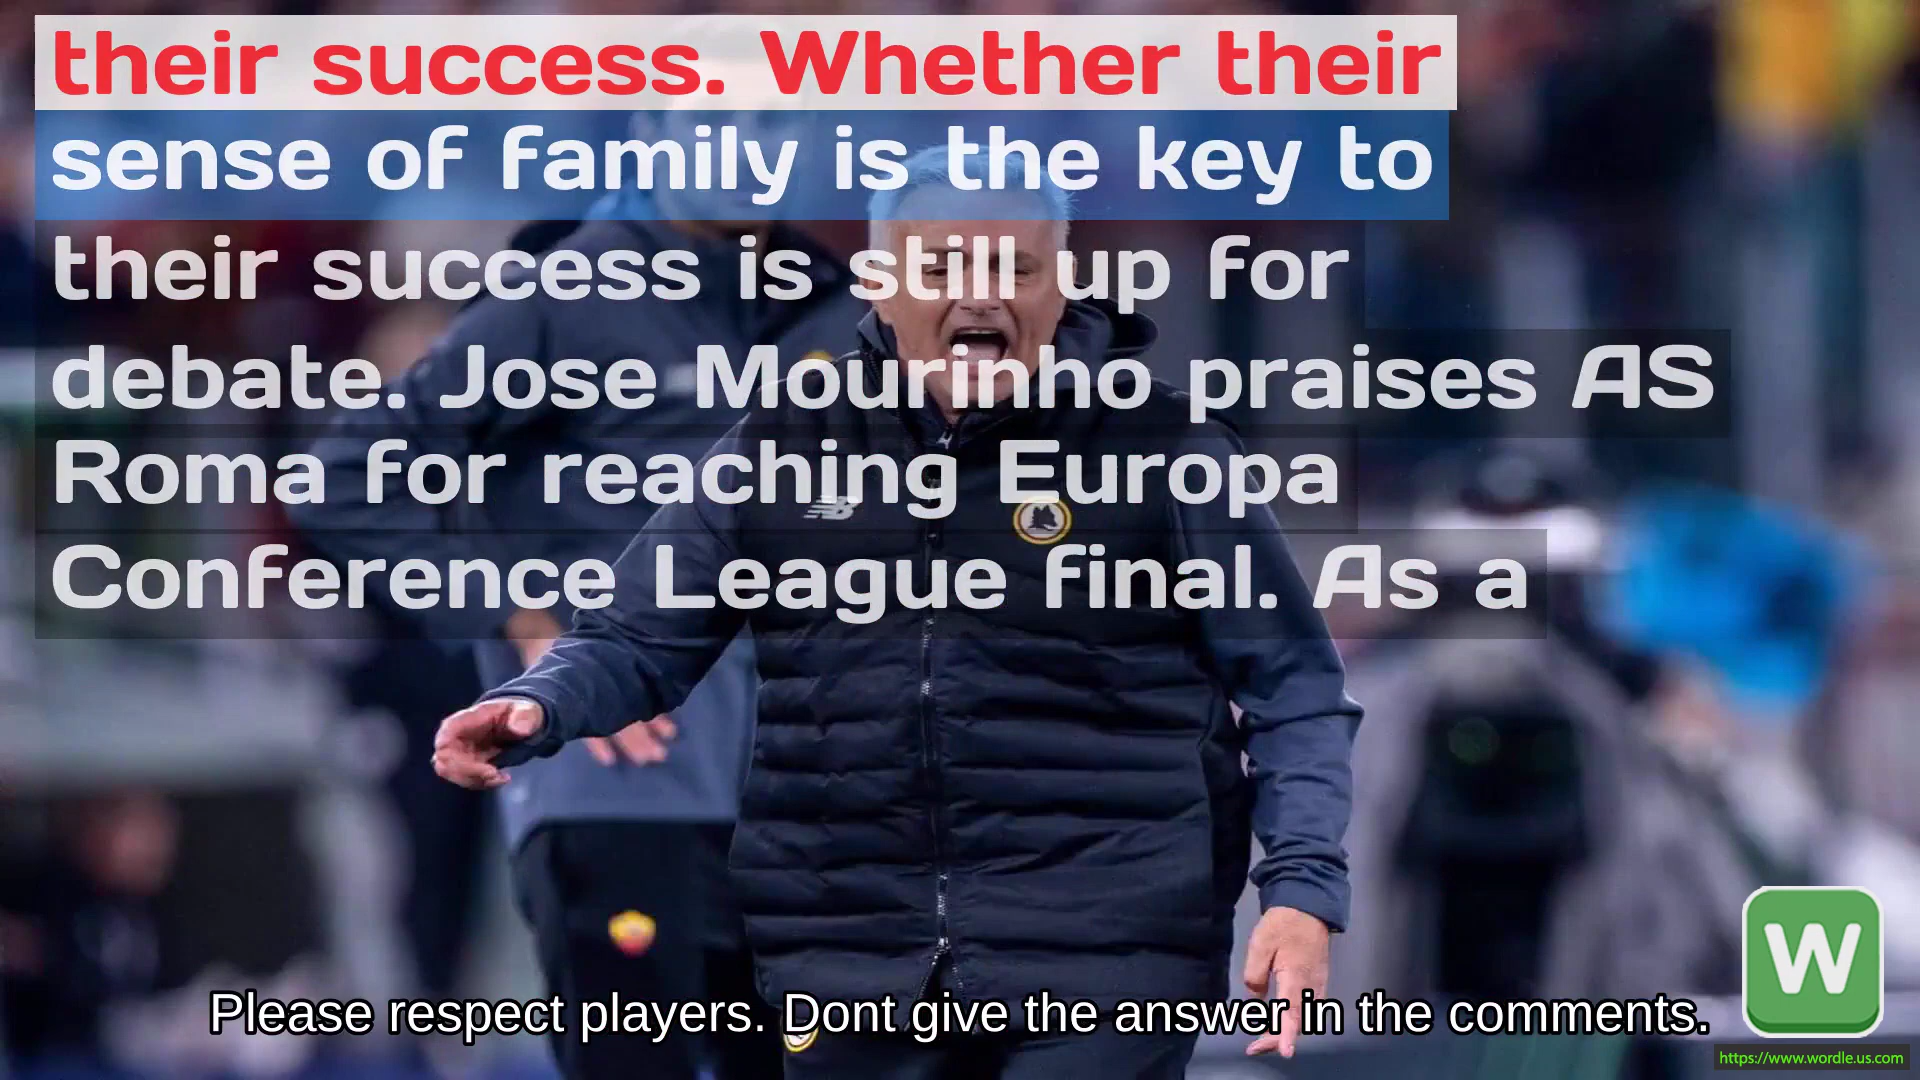 their success. Whether their
sense of family is the key to
their success is still up for
debate. Jose Mourinho praises AS
Roma for reaching Europa
Conference League final. As a
NB
Please respect players. Dont give the answer in the comments.
W
https://www.wordle.us.com